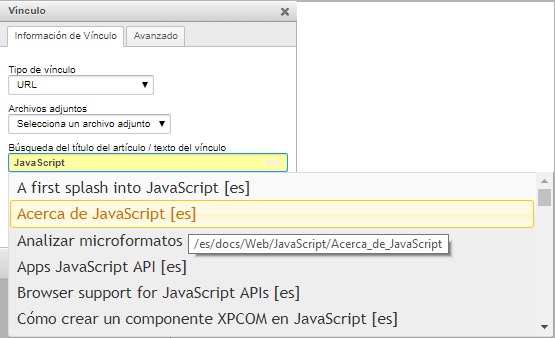 Vínculo
Información de Vínculo Avanzado
Tipo de vínculo
URL
Archivos adjuntos
Selecciona un archivo adjunto
Búsqueda del título del artículo / texto del vínculo
JavaScript
A first splash into JavaScript [es]
Acerca de JavaScript [es]
Analizar microformatos
/es/docs/Web/JavaScript/Acerca_de_JavaScript
Apps JavaScript API [es]
Browser support for JavaScript APIs [es]
Cómo crear un componente XPCOM en JavaScript [es]